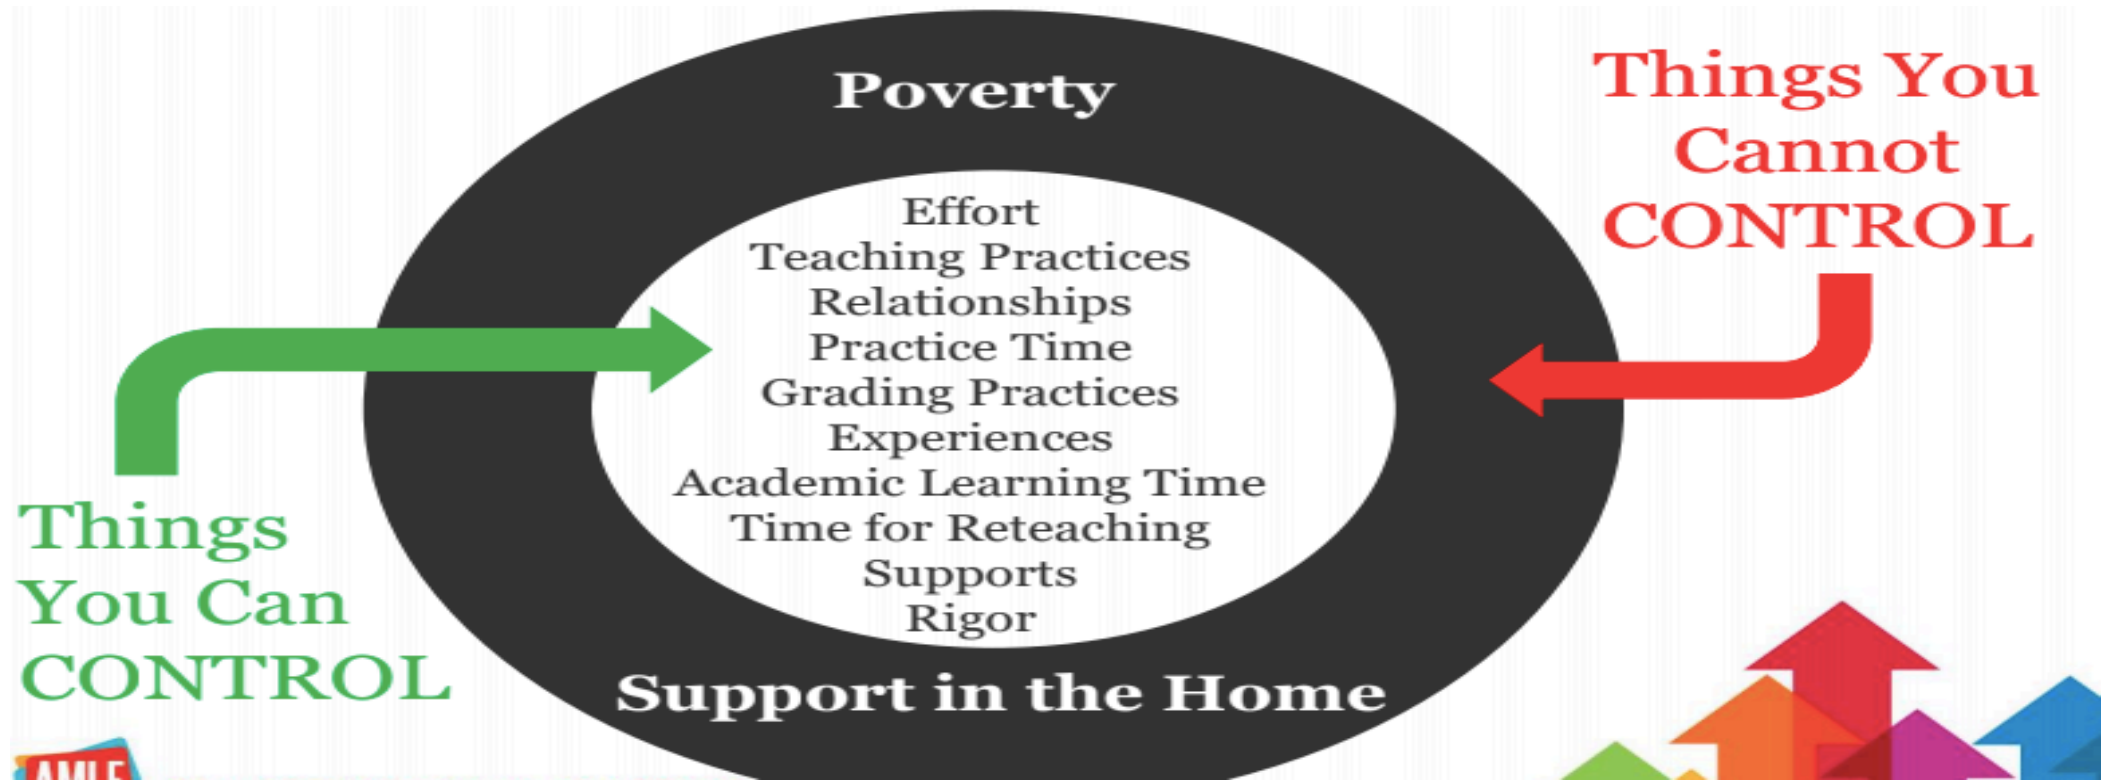 Poverty
Things You
Cannot
CONTROL
Effort
Teaching Practices
Relationships
Practice Time
Grading Practices
Experiences
Academic Learning Time
Time for Reteaching
Supports
Rigor
Things
You Can
CONTROL
Support in the Home
AMLE